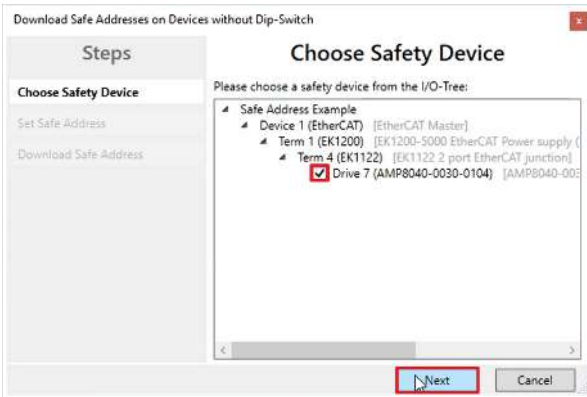 Download Safe Addresses on Devices without Dip-Switch
Steps
Choose Safety Device
Set Safe Address
Download Safe Address
Choose Safety Device
Please choose a safety device from the I/O-Tree:
Safe Address Example
Device 1 (EtherCAT) [EtherCAT Master]
Term 1 (EK1200) [EK1200-5000 EtherCAT Power supply (
Term 4 (EK1122) [EK1122 2 port EtherCAT junction]
Drive 7 (AMP8040-0030-0104) [AMP8040-003
Next
Cancel